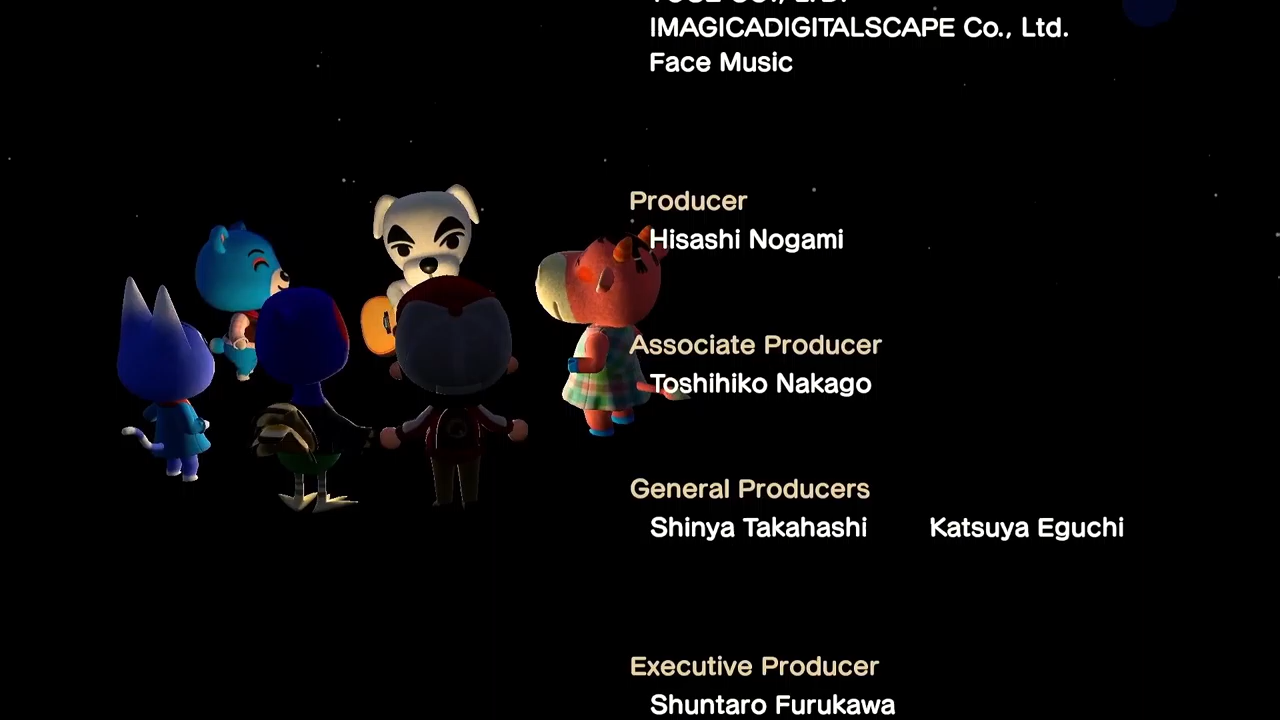 IMAGICADIGITALSCAPE Co., Ltd.
Face Music
Producer
Hisashi Nogami
Associate Producer
Toshihiko Nakago
General Producers
Shinya Takahashi Katsuya Eguchi
Executive Producer
Shuntaro Furukawa